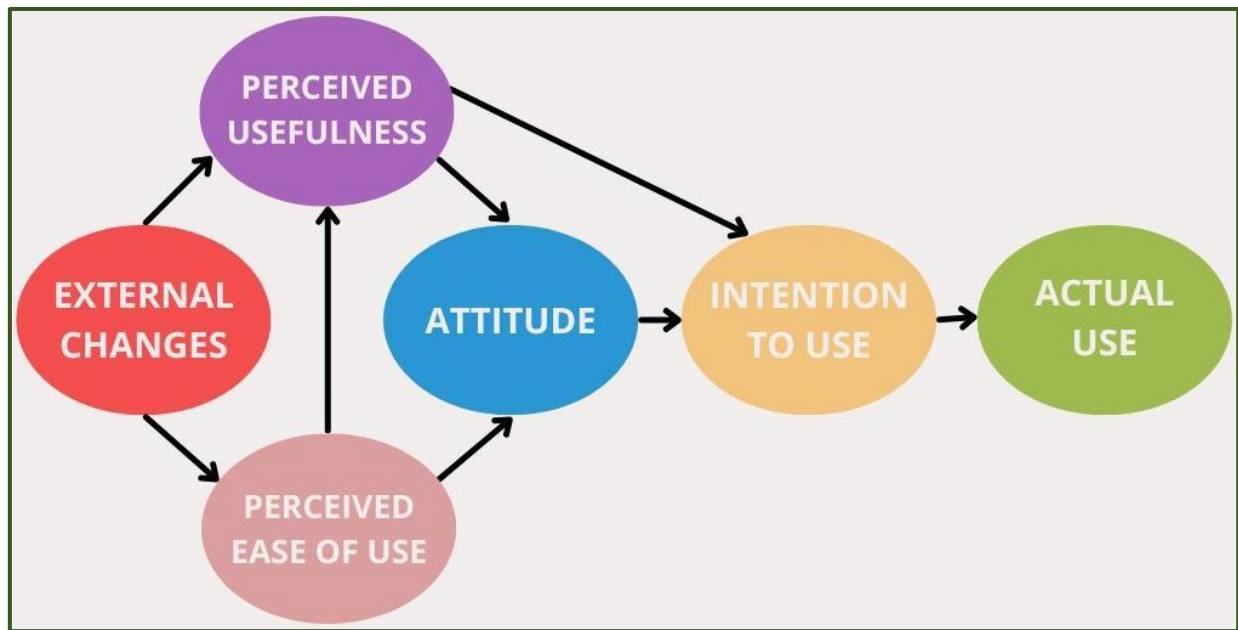 PERCEIVED
USEFULNESS
EXTERNAL
CHANGES
ATTITUDE
INTENTION
TO USE
ACTUAL
USE
PERCEIVED
EASE OF USE